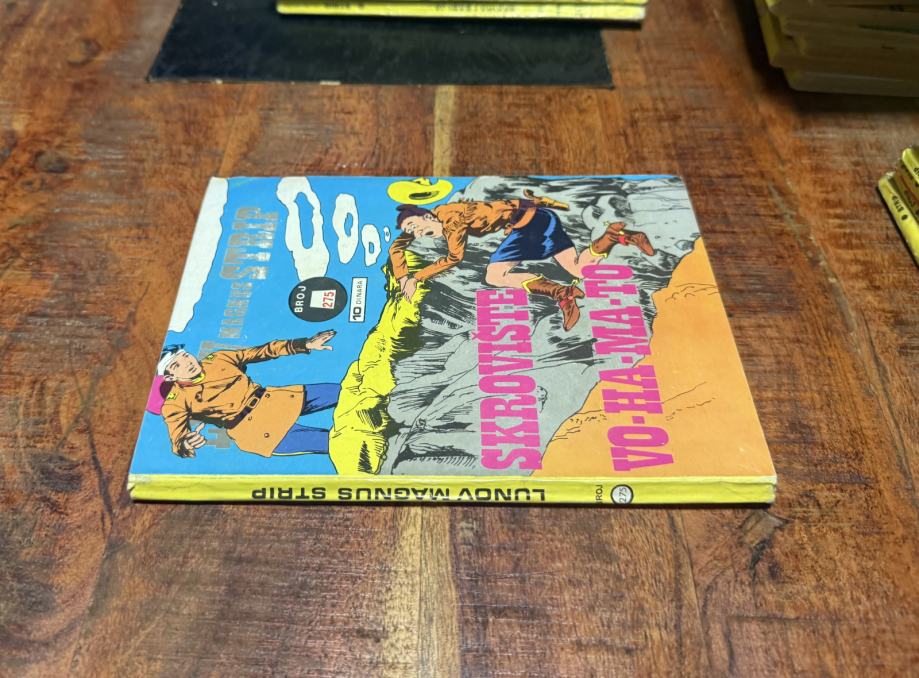 LUNOV MAGNUS STRIP
BROJ
275
10 DINARA
SKROVIŠTE
VO-HA-MA-TO
LUNOV MAGNUS STRIP
BROJ
275